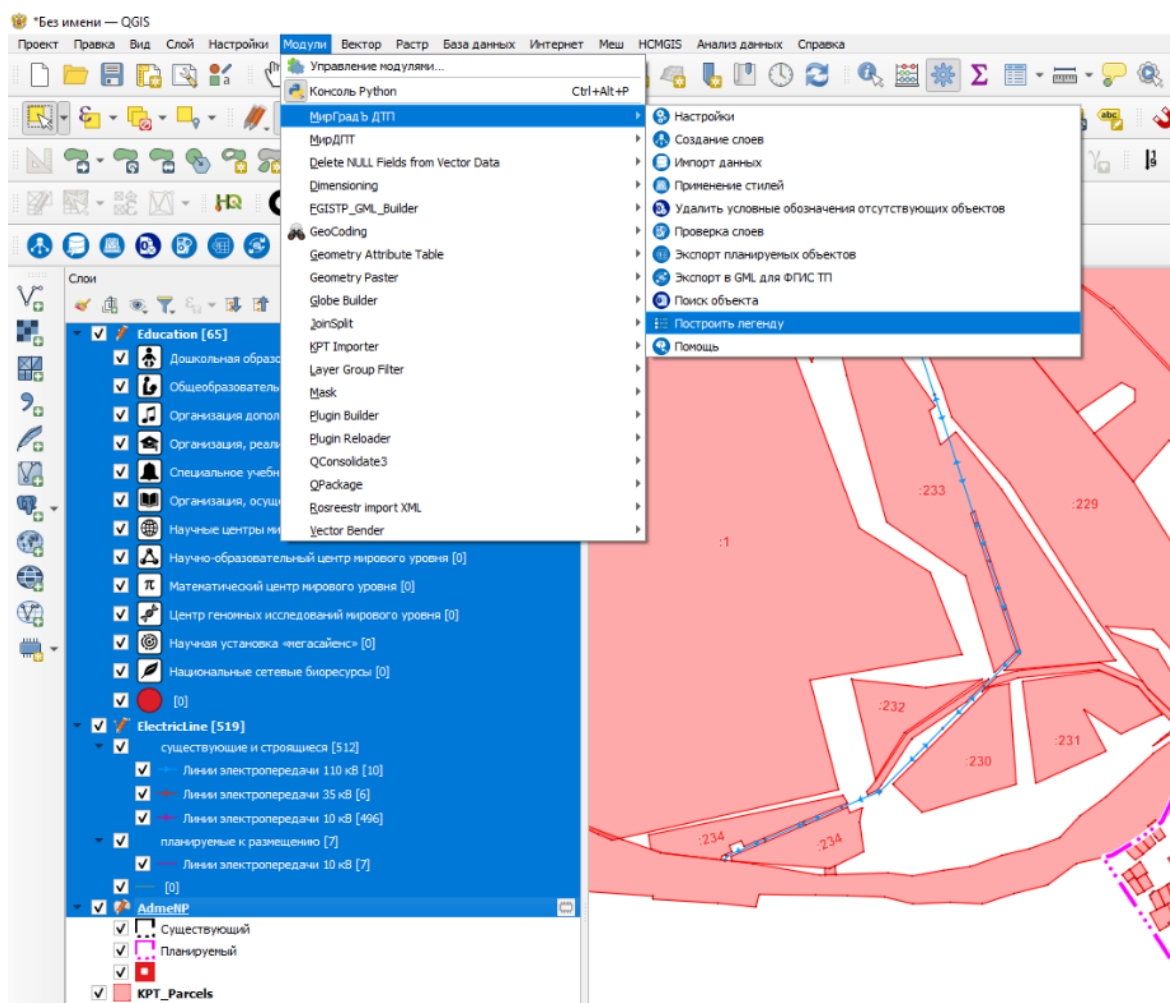 *Без имени — QGIS
Проект Правка Вид Слой Настройки Модули Вектор Растр База данных Интернет Меш HCMGIS Анализ данных Справка
Управление модулями...
Консоль Python Ctrl+Alt+P
МирГрадЪ ДТП
МирДПТ
Delete NULL Fields from Vector Data
Dimensioning
FGISTP_GML_Builder
GeoCoding
Geometry Attribute Table
Geometry Paster
Globe Builder
JoinSplit
KPT Importer
Layer Group Filter
Mask
Plugin Builder
Plugin Reloader
QConsolidate3
QPackage
Rosreestr import XML
Vector Bender
Настройки
Создание слоев
Импорт данных
Применение стилей
Удалить условные обозначения отсутствующих объектов
Проверка слоев
Экспорт планируемых объектов
Экспорт в GML для ФГИС ТП
Поиск объекта
Построить легенду
Помощь
abc
HQ
Слои
Education [65]
Дошкольная образо
Общеобразователь
Организация допол
Организация, реали
Специальное учебн
Организация, осущ
Научные центры ми
Научно-образовательный центр мирового уровня [0]
Математический центр мирового уровня [0]
Центр геномных исследований мирового уровня [0]
Научная установка «мегасайенс» [0]
Национальные сетевые биоресурсы [0]
[0]
ElectricLine [519]
существующие и строящиеся [512]
Линии электропередачи 110 кВ [10]
Линии электропередачи 35 кВ [6]
Линии электропередачи 10 кВ [496]
планируемые к размещению [7]
Линии электропередачи 10 кВ [7]
[0]
AdmeNP
Существующий
Планируемый
KPT_Parcels
:233
:229
:1
:232
:231
:230
:234
:234